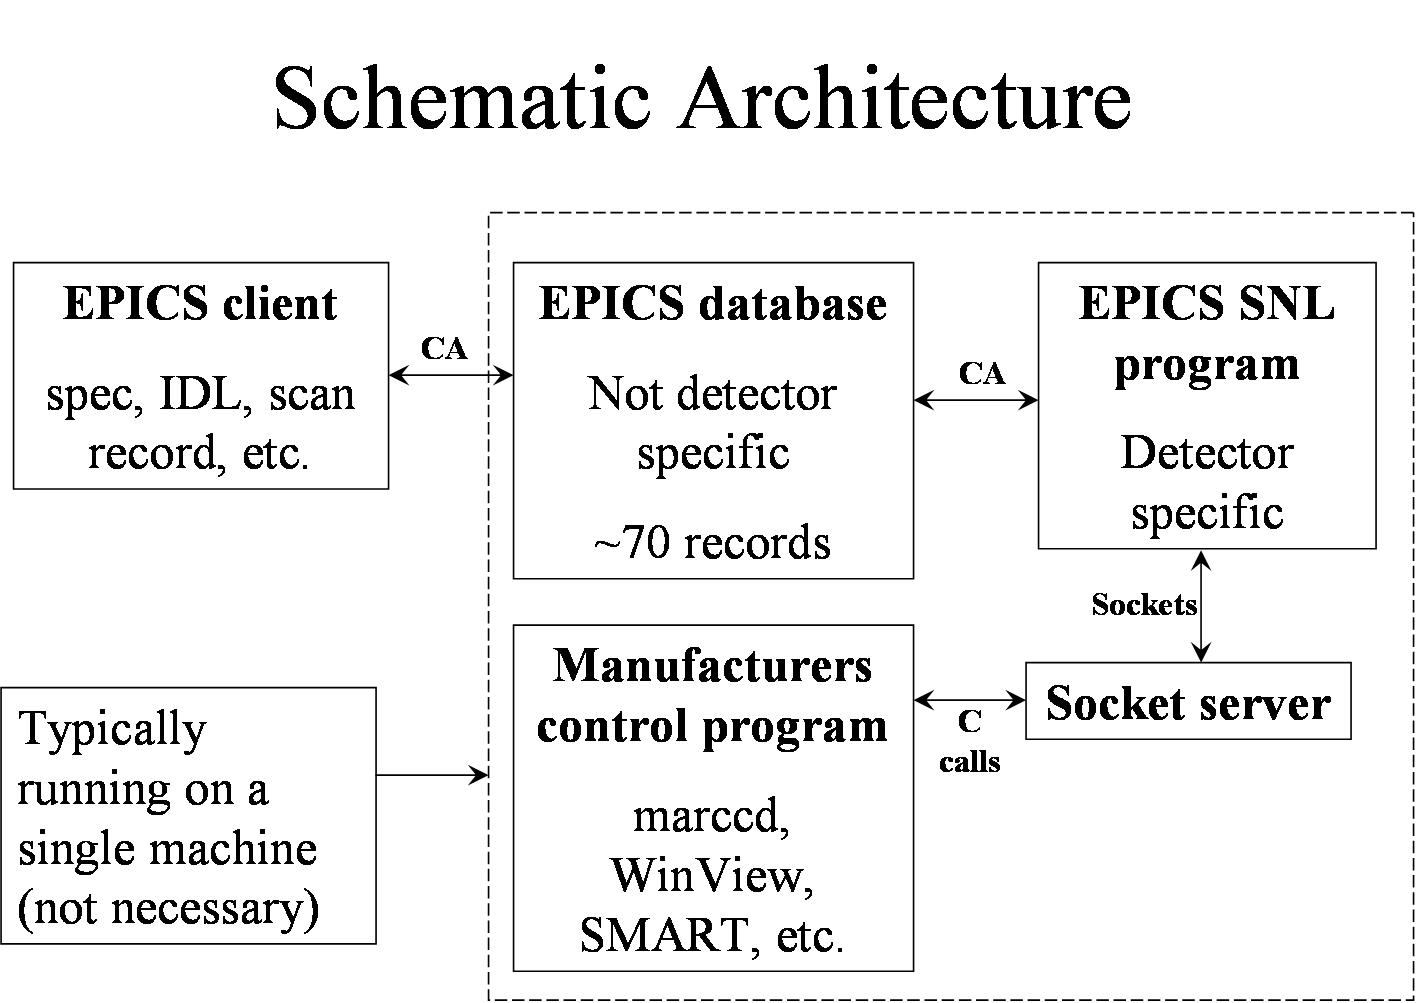 Schematic Architecture
EPICS client
spec, IDL, scan
record, etc.
CA
EPICS database
Not detector
specific
~70 records
CA
EPICS SNL
program
Detector
specific
Sockets
Socket server
C
calls
Manufacturers
control program
marccd,
WinView,
SMART, etc.
Typically
running on a
single machine
(not necessary)